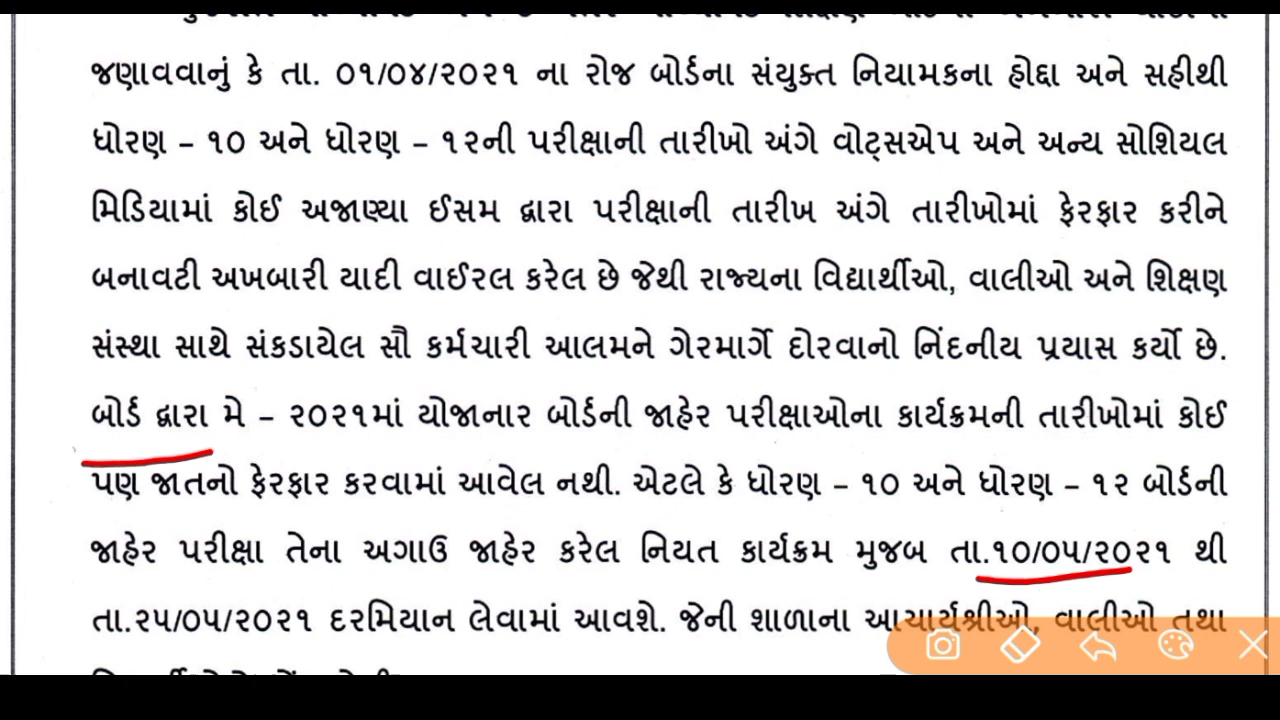 જણાવવાનું કે તા. ૦૧/૦૪/૨૦૨૧ ના રોજ બોર્ડના સંયુક્ત નિયામકના હોદ્દા અને સહીથી
ધોરણ – ૧૦ અને ધોરણ – ૧૨ની પરીક્ષાની તારીખો અંગે વોટ્સએપ અને અન્ય સોશિયલ
મિડિયામાં કોઈ અજાણ્યા ઈસમ દ્વારા પરીક્ષાની તારીખ અંગે તારીખોમાં ફેરફાર કરીને
બનાવટી અખબારી યાદી વાઈરલ કરેલ છે જેથી રાજ્યના વિદ્યાર્થીઓ, વાલીઓ અને શિક્ષણ
સંસ્થા સાથે સંકડાયેલ સૌ કર્મચારી આલમને ગેરમાર્ગે દોરવાનો નિંદનીય પ્રયાસ કર્યો છે.
બોર્ડ દ્વારા મે – ૨૦૨૧માં યોજાનાર બોર્ડની જાહેર પરીક્ષાઓના કાર્યક્રમની તારીખોમાં કોઈ
પણ જાતનો ફેરફાર કરવામાં આવેલ નથી. એટલે કે ધોરણ – ૧૦ અને ધોરણ – ૧૨ બોર્ડની
જાહેર પરીક્ષા તેના અગાઉ જાહેર કરેલ નિયત કાર્યક્રમ મુજબ તા.૧૦/૦૫/૨૦૨૧ થી
તા.૨૫/૦૫/૨૦૨૧ દરમિયાન લેવામાં આવશે. જેની શાળાના આચાર્યશ્રીઓ, વાલીઓ તથા